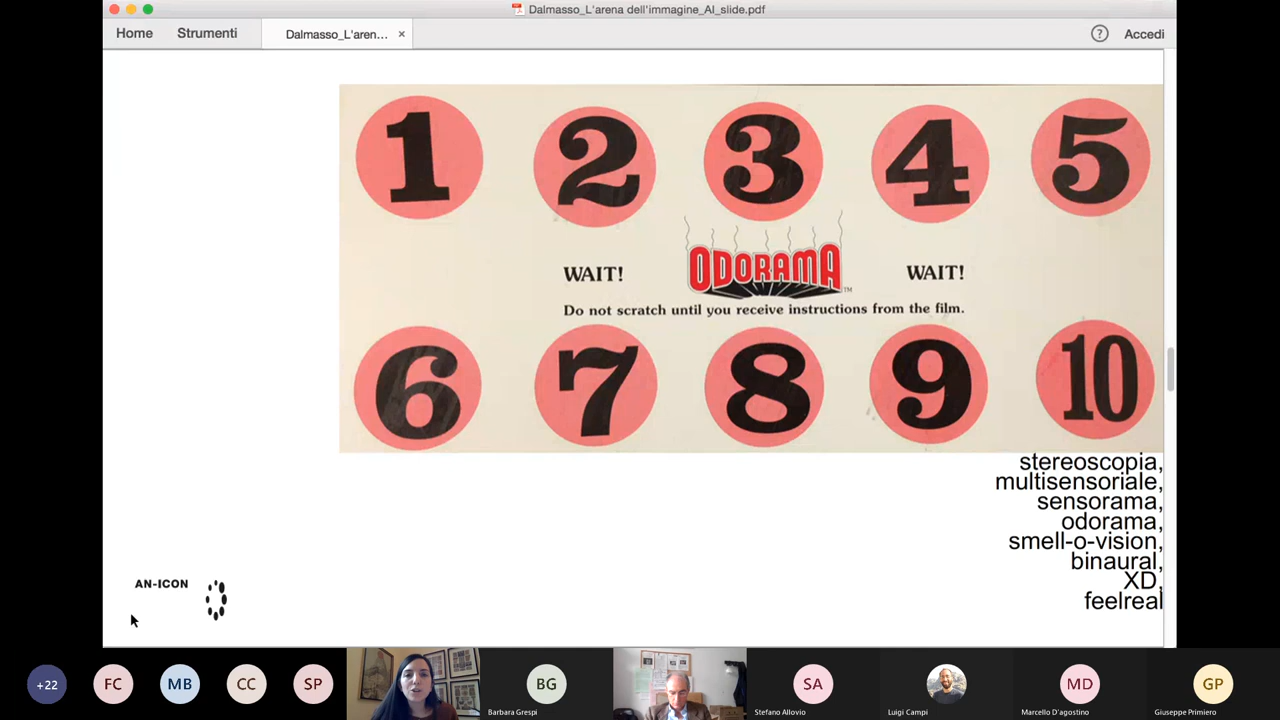 Dalmasso_L'arena dell'immagine_AI_slide.pdf
Home Strumenti Dalmasso_L'aren... × ? Accedi
1 2 3 4 5
ODORAMA
WAIT! WAIT!
Do not scratch until you receive instructions from the film.
6 7 8 9 10
stereoscopia,
multisensoriale,
sensorama,
odorama,
smell-o-vision,
binaural,
XD,
feelreal
AN-ICON
+22 FC MB CC SP BG SA MD GP
Barbara Grespi Stefano Allovio Luigi Campi Marcello D'agostino Giuseppe Primiero